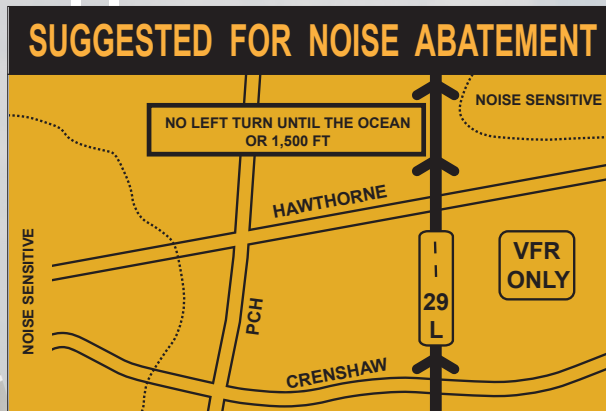 SUGGESTED FOR NOISE ABATEMENT
NOISE SENSITIVE
NO LEFT TURN UNTIL THE OCEAN
OR 1,500 FT
HAWTHORNE
NOISE SENSITIVE
VFR
ONLY
29
L
PCH
CRENSHAW